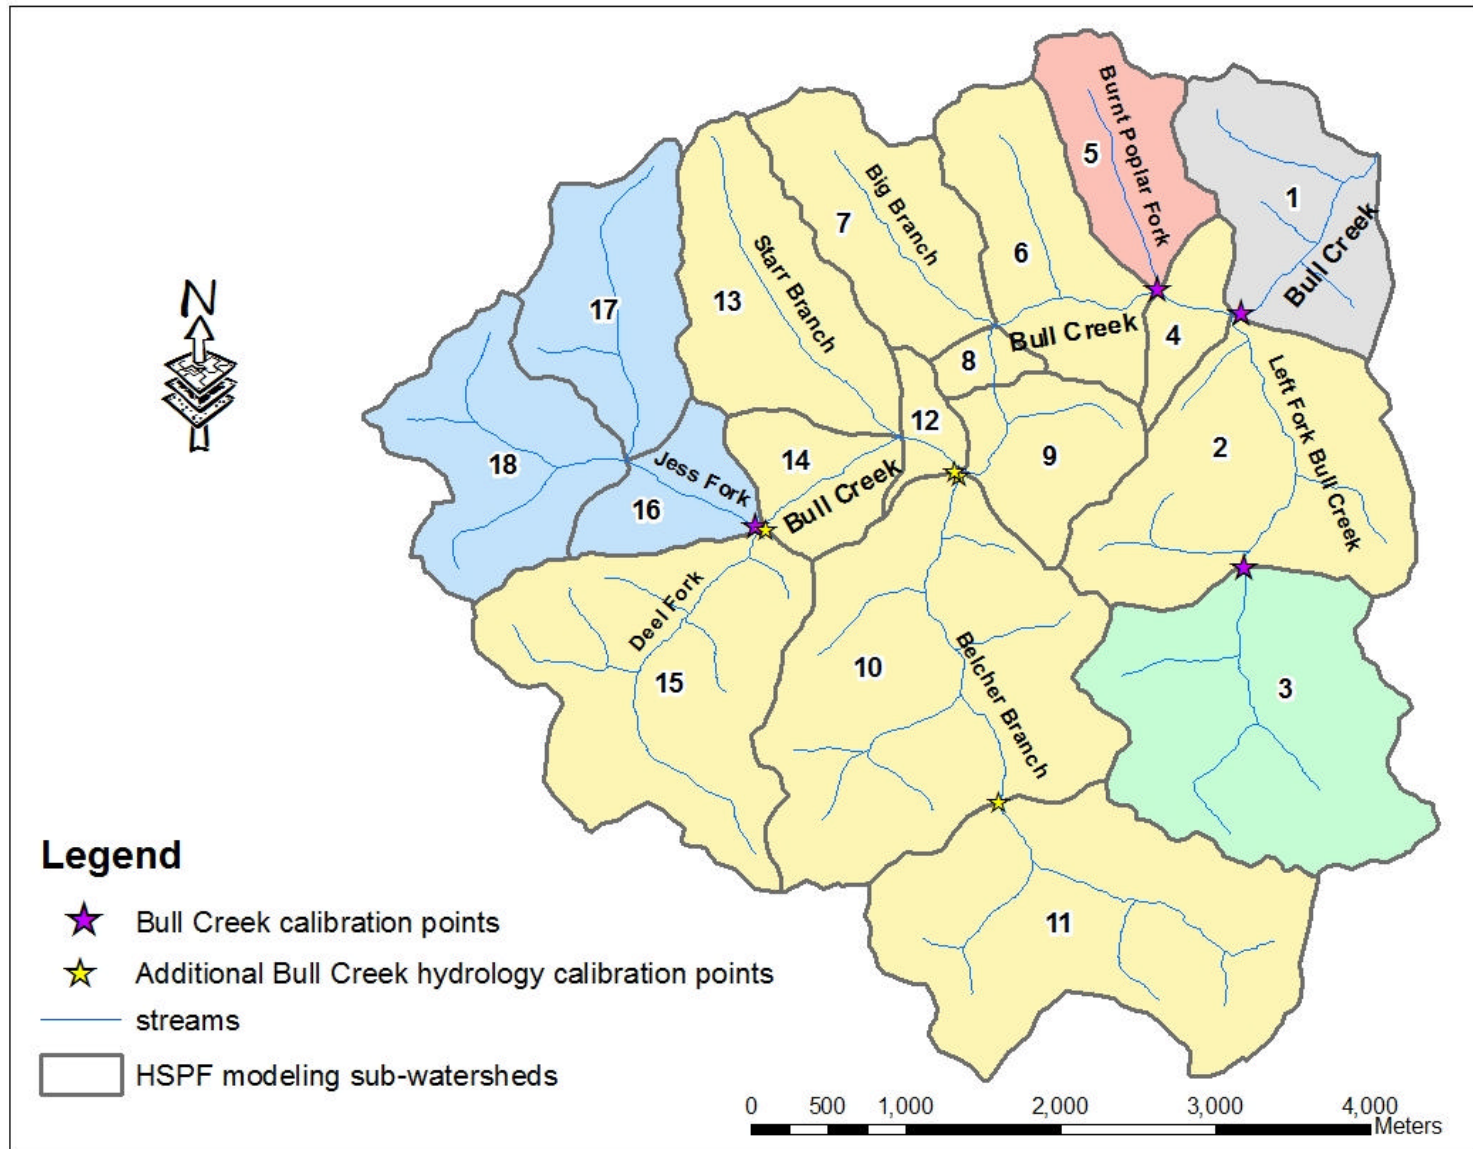 N
Burnt Poplar Fork
5
1
Bull Creek
Big Branch
7
6
Starr Branch
13
17
Bull Creek
4
8
Left Fork Bull Creek
12
2
14
9
18
Jess Fork
Bull Creek
16
Deel Fork
15
10
Belcher Branch
3
11
Legend
Bull Creek calibration points
Additional Bull Creek hydrology calibration points
streams
HSPF modeling sub-watersheds
0 500 1,000 2,000 3,000 4,000
Meters